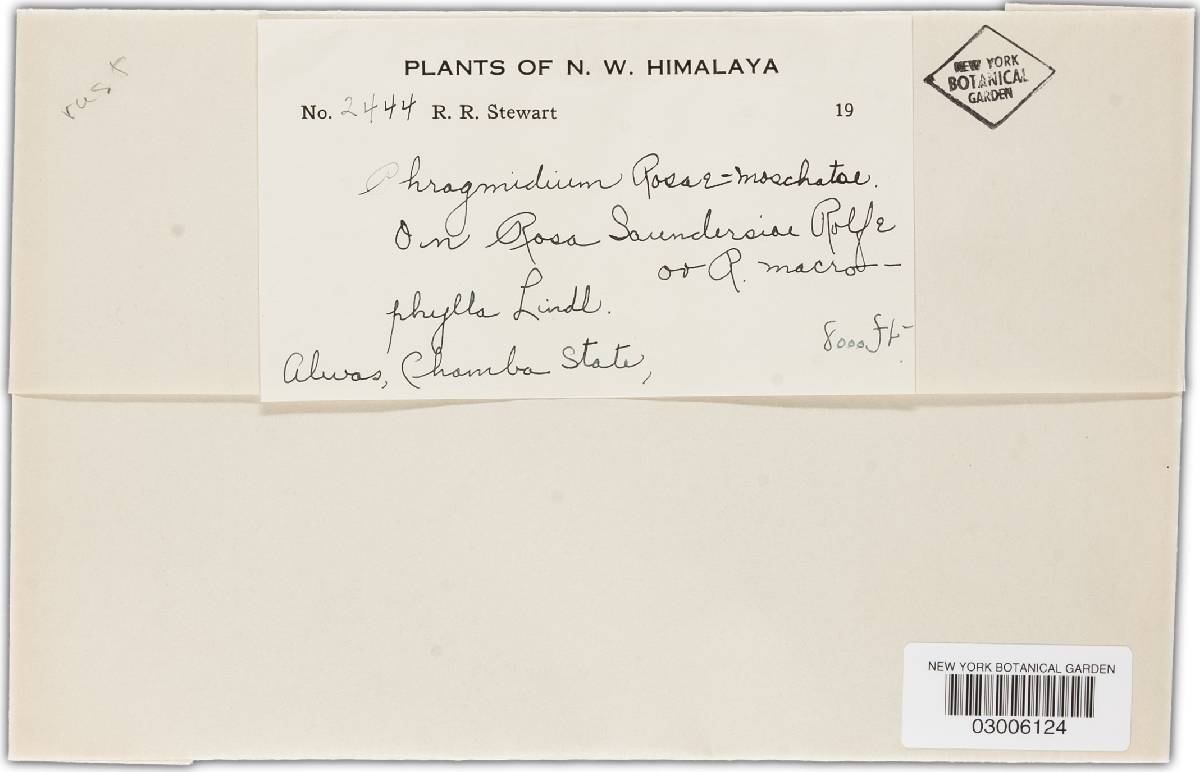 rust
PLANTS OF N. W. HIMALAYA
No. 2444 R. R. Stewart 19
Phragmidium Rosae-moschatae.
On Rosa Saundersiae Rolfe
or R. macro-
phylla Lindl.
8000 ft.
Alwas, Chamba State,
NEW YORK
BOTANICAL
GARDEN
NEW YORK BOTANICAL GARDEN
03006124